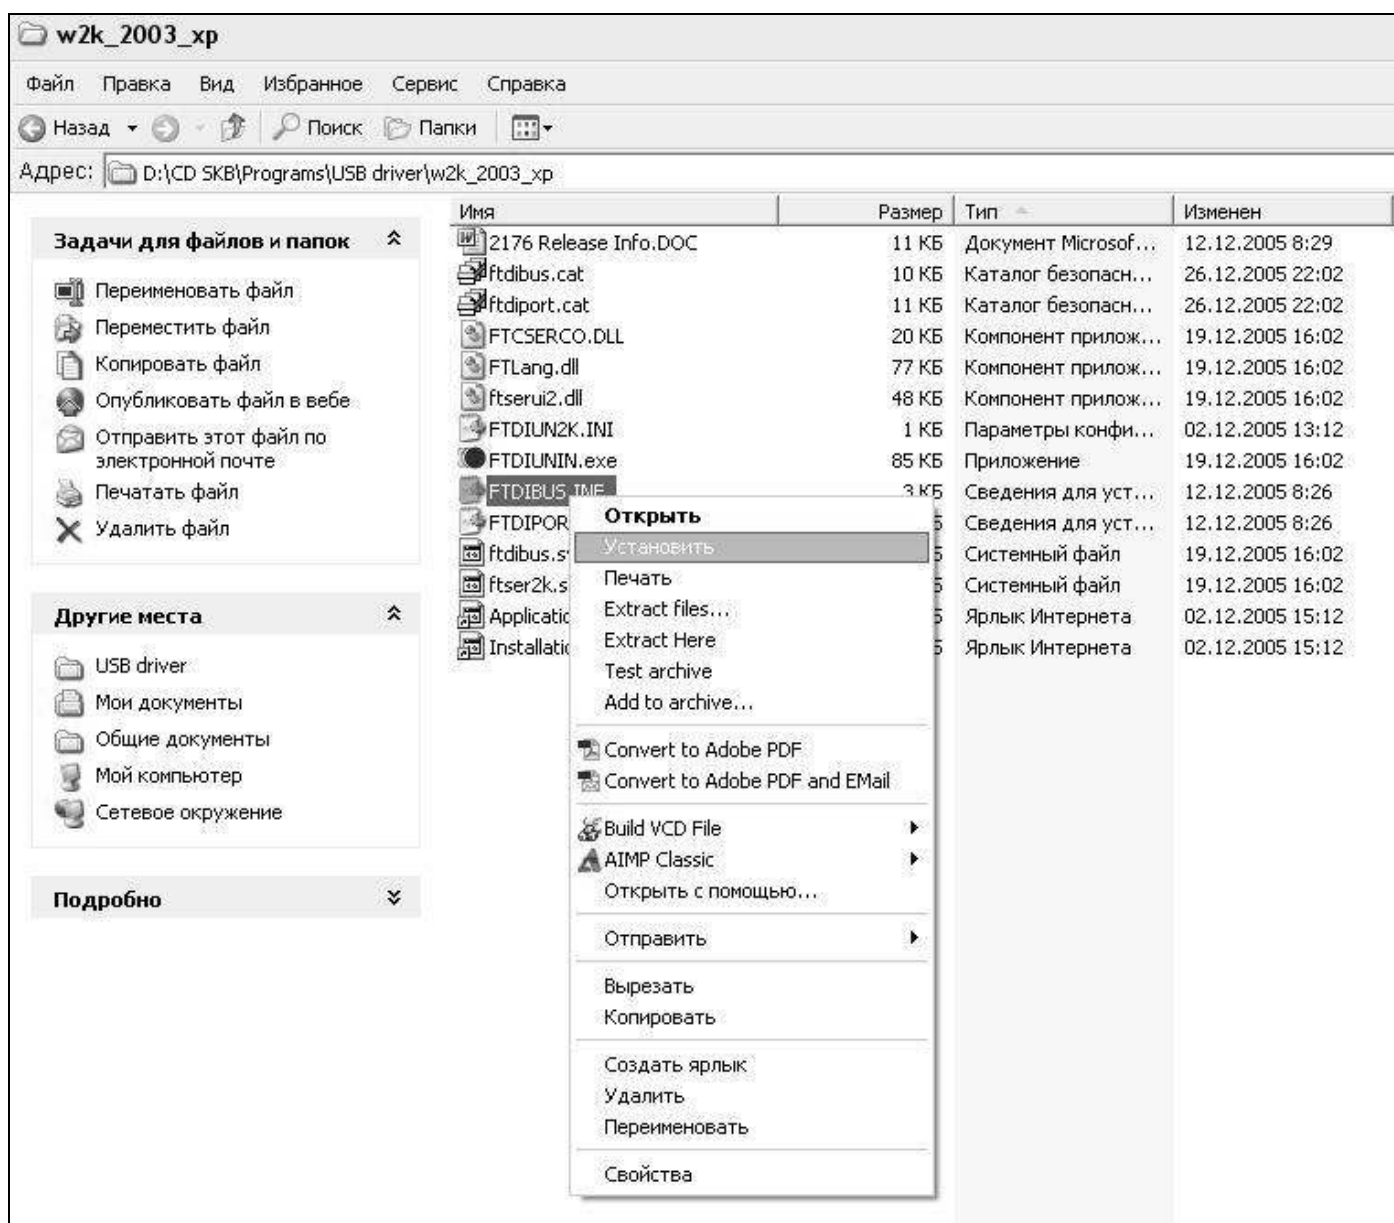 w2k_2003_xp
Файл Правка Вид Избранное Сервис Справка
Назад Поиск Папки
Адрес: D:\CD SKB\Programs\USB driver\w2k_2003_xp
Имя Размер Тип Изменен
Задачи для файлов и папок
Переименовать файл
Переместить файл
Копировать файл
Опубликовать файл в вебе
Отправить этот файл по
электронной почте
Печатать файл
Удалить файл
Другие места
USB driver
Мои документы
Общие документы
Мой компьютер
Сетевое окружение
Подробно
2176 Release Info.DOC 11 КБ Документ Microsof... 12.12.2005 8:29
ftdibus.cat 10 КБ Каталог безопасн... 26.12.2005 22:02
ftdiport.cat 11 КБ Каталог безопасн... 26.12.2005 22:02
FTCSERCO.DLL 20 КБ Компонент прилож... 19.12.2005 16:02
FTLang.dll 77 КБ Компонент прилож... 19.12.2005 16:02
ftserui2.dll 48 КБ Компонент прилож... 19.12.2005 16:02
FTDIUN2K.INI 1 КБ Параметры конфи... 02.12.2005 13:12
FTDIUNIN.exe 85 КБ Приложение 19.12.2005 16:02
FTDIBUS.INF 3 КБ Сведения для уст... 12.12.2005 8:26
FTDIPOR Сведения для уст... 12.12.2005 8:26
ftdibus.s Системный файл 19.12.2005 16:02
ftser2k.s Системный файл 19.12.2005 16:02
Applicatio Ярлык Интернета 02.12.2005 15:12
Installatio Ярлык Интернета 02.12.2005 15:12
Открыть
Установить
Печать
Extract files...
Extract Here
Test archive
Add to archive...
Convert to Adobe PDF
Convert to Adobe PDF and EMail
Build VCD File
AIMP Classic
Открыть с помощью...
Отправить
Вырезать
Копировать
Создать ярлык
Удалить
Переименовать
Свойства